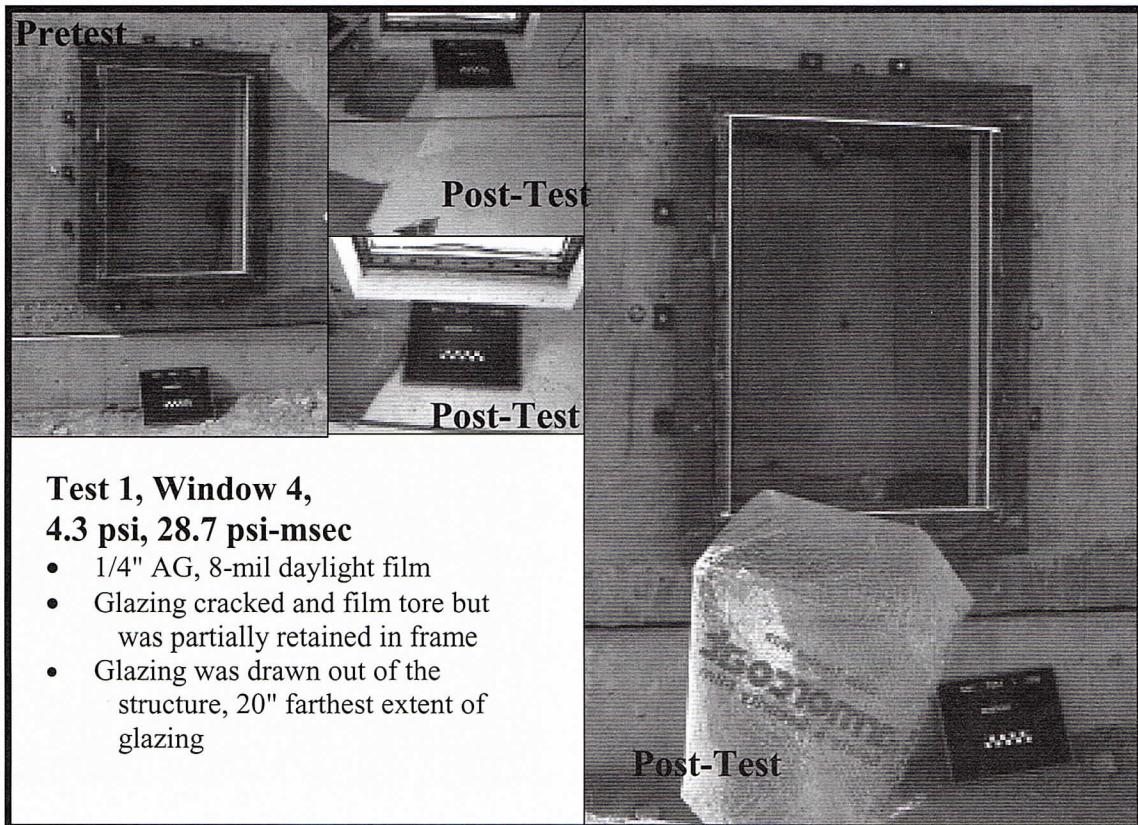 Pretest
Post-Test
Post-Test
Test 1, Window 4,
4.3 psi, 28.7 psi-msec
• 1/4" AG, 8-mil daylight film
• Glazing cracked and film tore but
was partially retained in frame
• Glazing was drawn out of the
structure, 20" farthest extent of
glazing
Post-Test